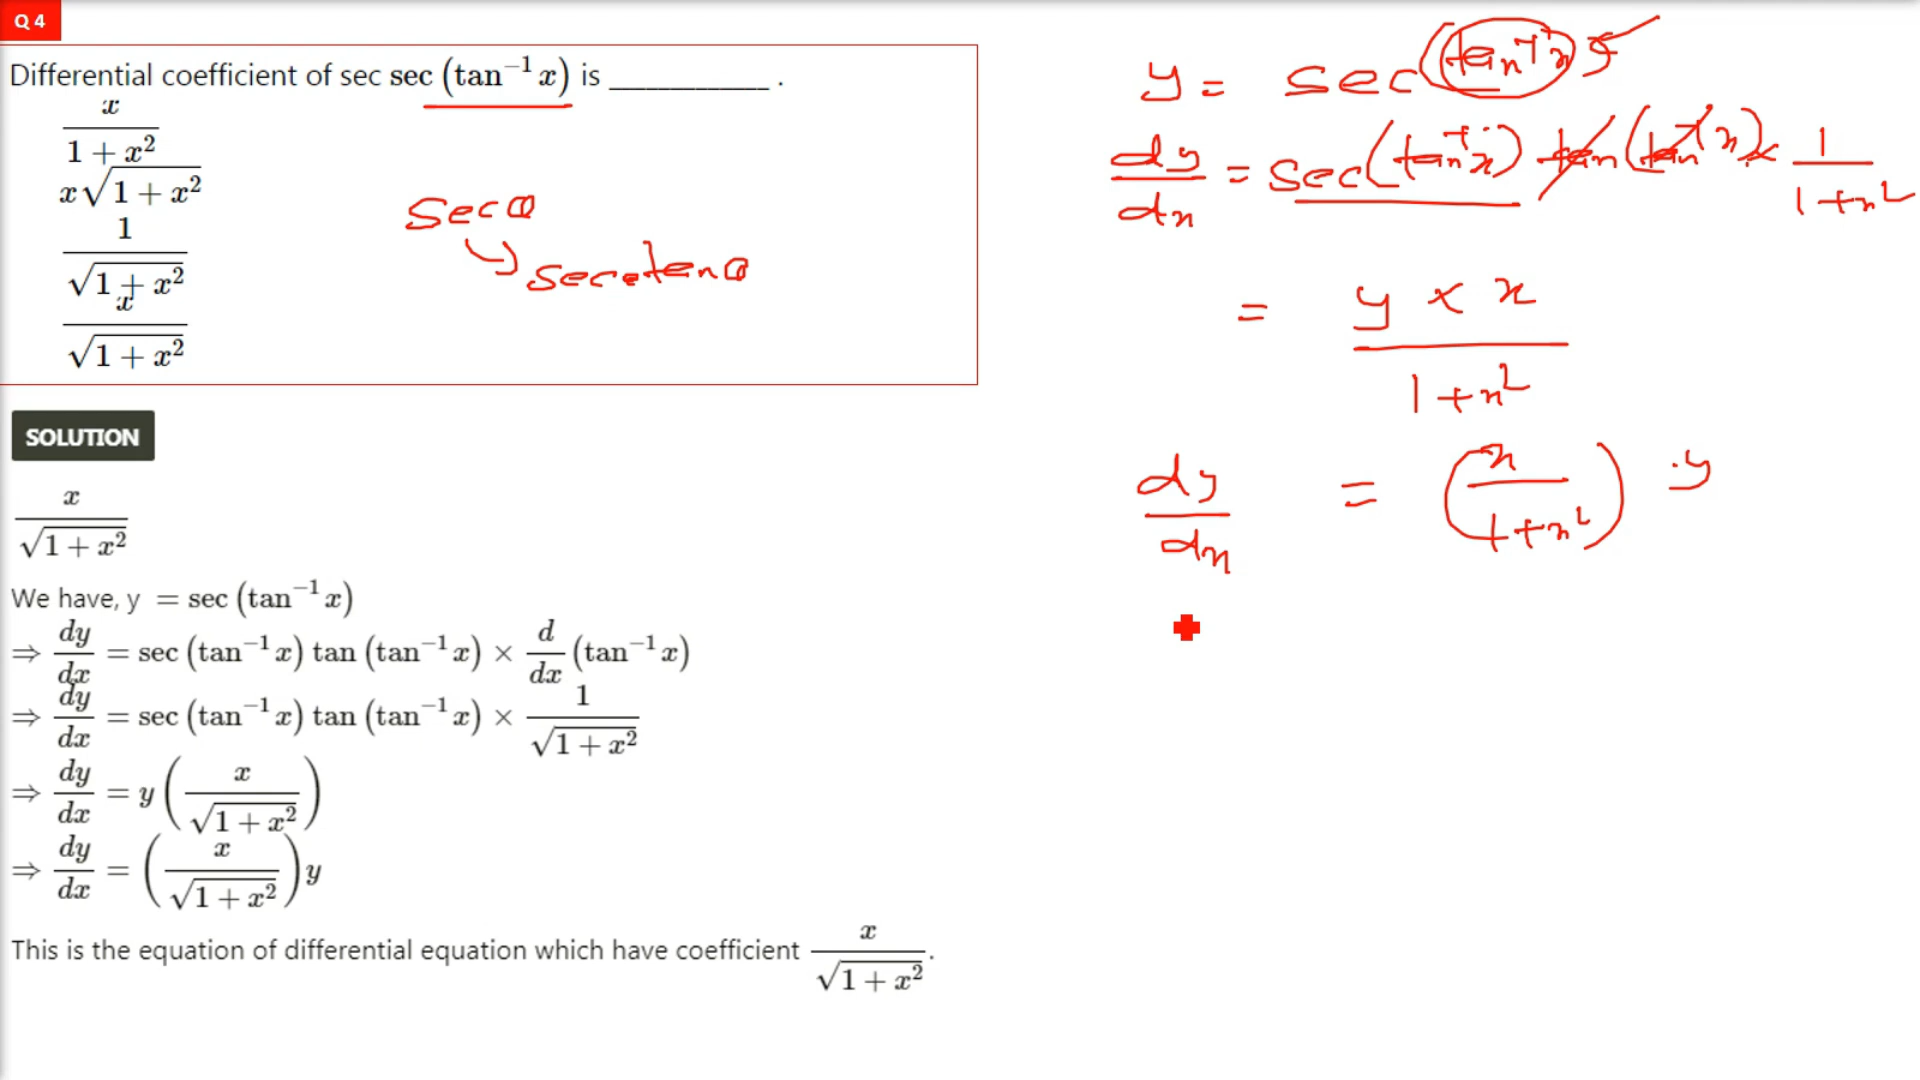 Q 4
Differential coefficient of sec sec (tan⁻¹ x) is ___________ .
x / (1 + x²)
x√(1 + x²)
1 / √(1 + x²)
x / √(1 + x²)
secθ
secθ tanθ
SOLUTION
x / √(1 + x²)
We have, y = sec (tan⁻¹ x)
⇒ dy/dx = sec (tan⁻¹ x) tan (tan⁻¹ x) × d/dx (tan⁻¹ x)
⇒ dy/dx = sec (tan⁻¹ x) tan (tan⁻¹ x) × 1/√(1 + x²)
⇒ dy/dx = y (x / √(1 + x²))
⇒ dy/dx = (x / √(1 + x²)) y
This is the equation of differential equation which have coefficient x / √(1 + x²).
y = sec(tan⁻¹x)
dy/dx = sec(tan⁻¹x) tan(tan⁻¹x) × 1/(1+x²)
= y × x / (1+x²)
dy/dx = (x / (1+x²)) .y